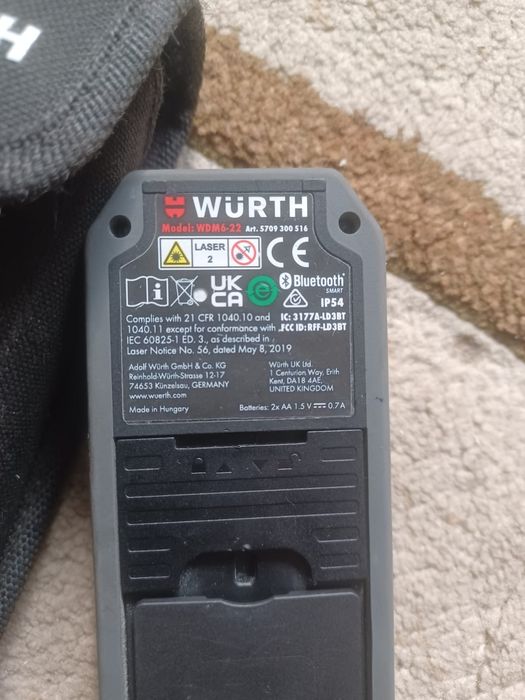 H
WÜRTH
Model: WDM6-22 Art. 5709 300 516
LASER
2
CE
i
UK
CA
Bluetooth®
SMART
IP54
Complies with 21 CFR 1040.10 and
1040.11 except for conformance with
IEC 60825-1 ED. 3., as described in
Laser Notice No. 56, dated May 8, 2019
IC: 3177A-LD3BT
FCC ID: RFF-LD3BT
Adolf Würth GmbH & Co. KG
Reinhold-Würth-Strasse 12-17
74653 Künzelsau, GERMANY
www.wuerth.com
Made in Hungary
Würth UK Ltd.
1 Centurion Way, Erith
Kent, DA18 4AE,
UNITED KINGDOM
Batteries: 2x AA 1.5 V ⎓ 0.7A